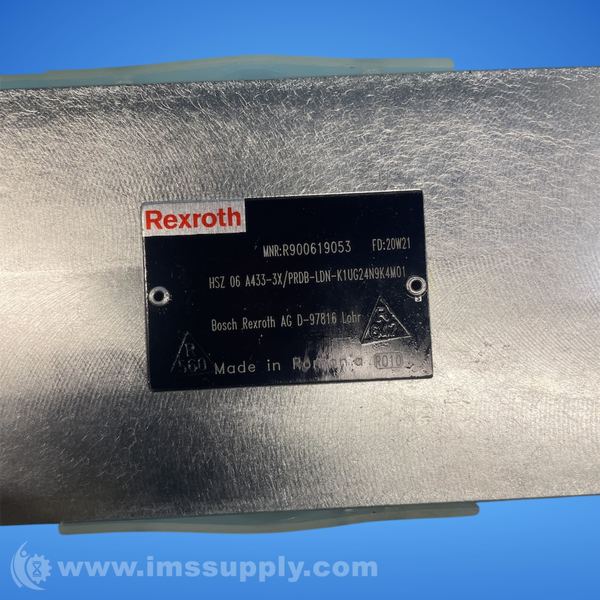 Rexroth
MNR:R900619053 FD:20W21
HSZ 06 A433-3X/PRDB-LDN-K1UG24N9K4M01
Bosch Rexroth AG D-97816 Lohr
R
560
Made in Romania
www.imssupply.com